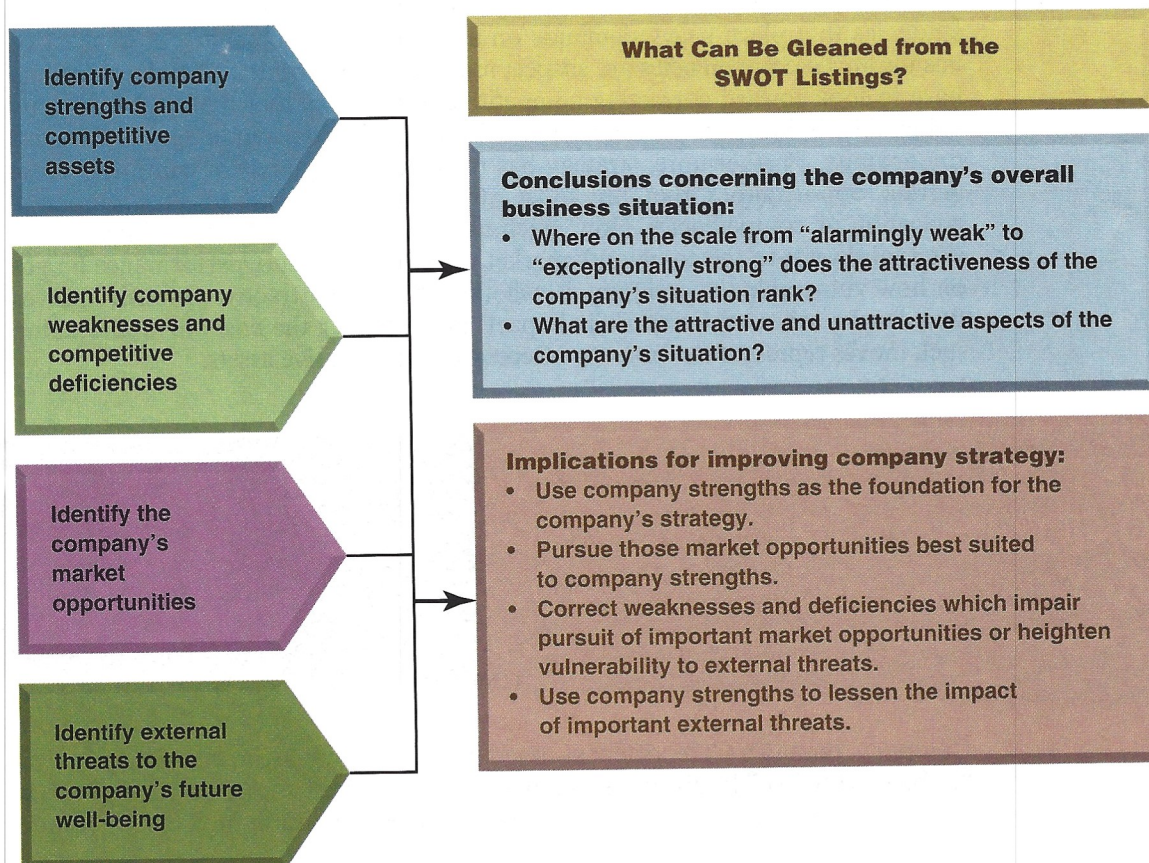 Identify company
strengths and
competitive
assets
Identify company
weaknesses and
competitive
deficiencies
Identify the
company's
market
opportunities
Identify external
threats to the
company's future
well-being
What Can Be Gleaned from the
SWOT Listings?
Conclusions concerning the company's overall
business situation:
• Where on the scale from “alarmingly weak” to
“exceptionally strong” does the attractiveness of the
company's situation rank?
• What are the attractive and unattractive aspects of the
company's situation?
Implications for improving company strategy:
• Use company strengths as the foundation for the
company's strategy.
• Pursue those market opportunities best suited
to company strengths.
• Correct weaknesses and deficiencies which impair
pursuit of important market opportunities or heighten
vulnerability to external threats.
• Use company strengths to lessen the impact
of important external threats.